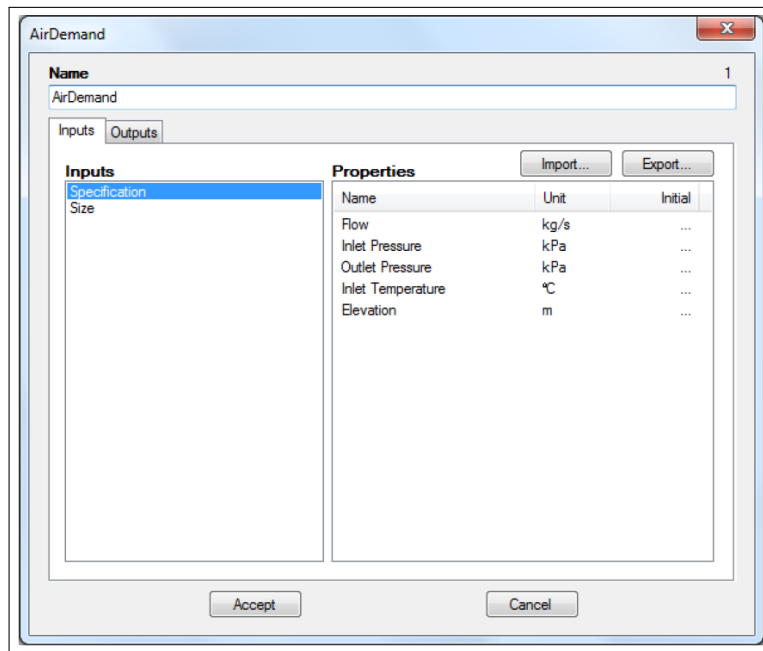 AirDemand
Name 1
AirDemand
Inputs Outputs
Import... Export...
Inputs Properties
Specification
Size
Name Unit Initial
Flow kg/s ...
Inlet Pressure kPa ...
Outlet Pressure kPa ...
Inlet Temperature °C ...
Elevation m ...
Accept Cancel